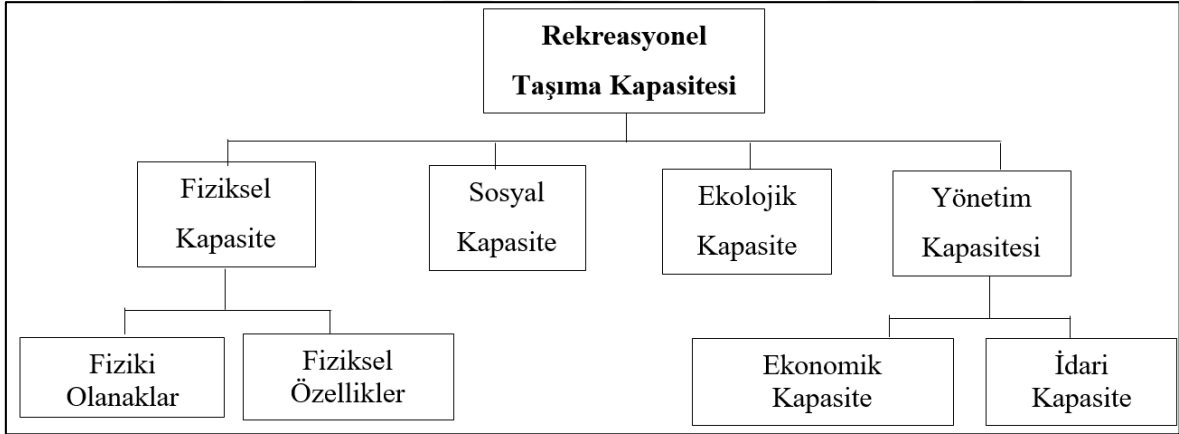 Rekreasyonel
Taşıma Kapasitesi
Fiziksel
Kapasite
Sosyal
Kapasite
Ekolojik
Kapasite
Yönetim
Kapasitesi
Fiziki
Olanaklar
Fiziksel
Özellikler
Ekonomik
Kapasite
İdari
Kapasite